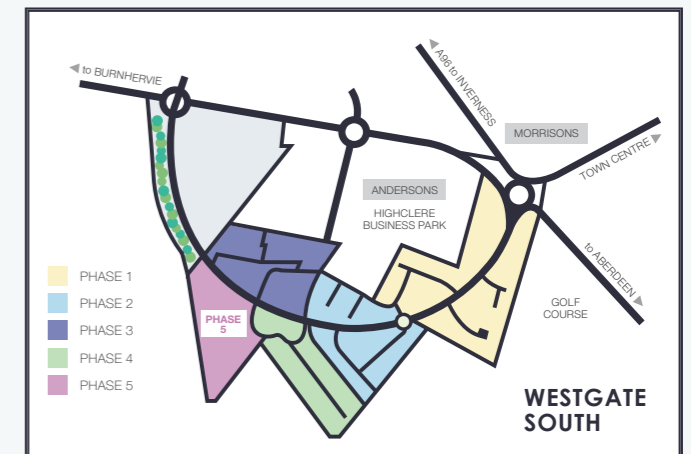 to BURNHERVIE
A96 to INVERNESS
MORRISONS
TOWN CENTRE
ANDERSONS
HIGHCLERE
BUSINESS PARK
to ABERDEEN
GOLF
COURSE
PHASE 1
PHASE 2
PHASE 3
PHASE 4
PHASE 5
PHASE
5
WESTGATE
SOUTH